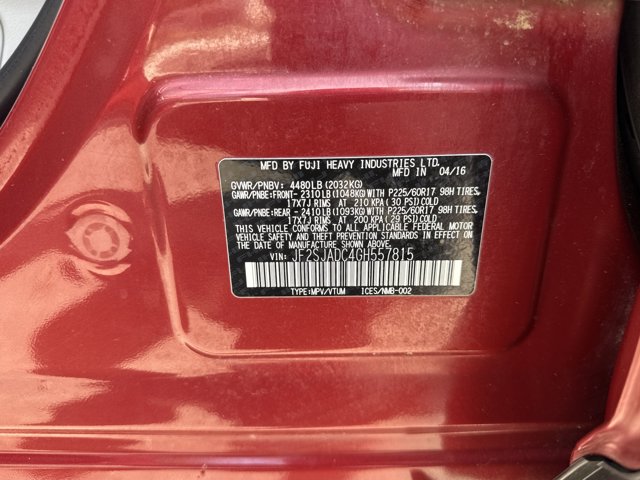 MFD BY FUJI HEAVY INDUSTRIES LTD.
MFD IN 04/16
GVWR/PNBV: 4480LB(2032KG)
GAWR/PNBE:FRONT- 2310LB(1048KG)WITH P225/60R17 98H TIRES,
17X7J RIMS AT 210 KPA(30 PSI)COLD
GAWR/PNBE:REAR - 2410LB(1093KG)WITH P225/60R17 98H TIRES,
17X7J RIMS AT 200 KPA(29 PSI)COLD
THIS VEHICLE CONFORMS TO ALL APPLICABLE FEDERAL MOTOR
VEHICLE SAFETY AND THEFT PREVENTION STANDARDS IN EFFECT ON
THE DATE OF MANUFACTURE SHOWN ABOVE.
VIN: JF2SJADC4GH557815
TYPE:MPV/VTUM ICES/NMB-002